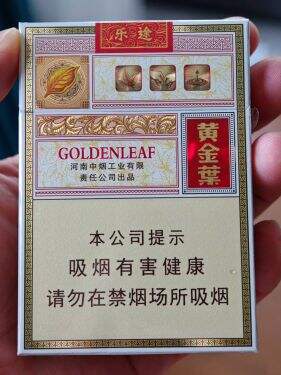 乐途
GOLDENLEAF
河南中烟工业有限
责任公司出品
黄金葉
本公司提示
吸烟有害健康
请勿在禁烟场所吸烟